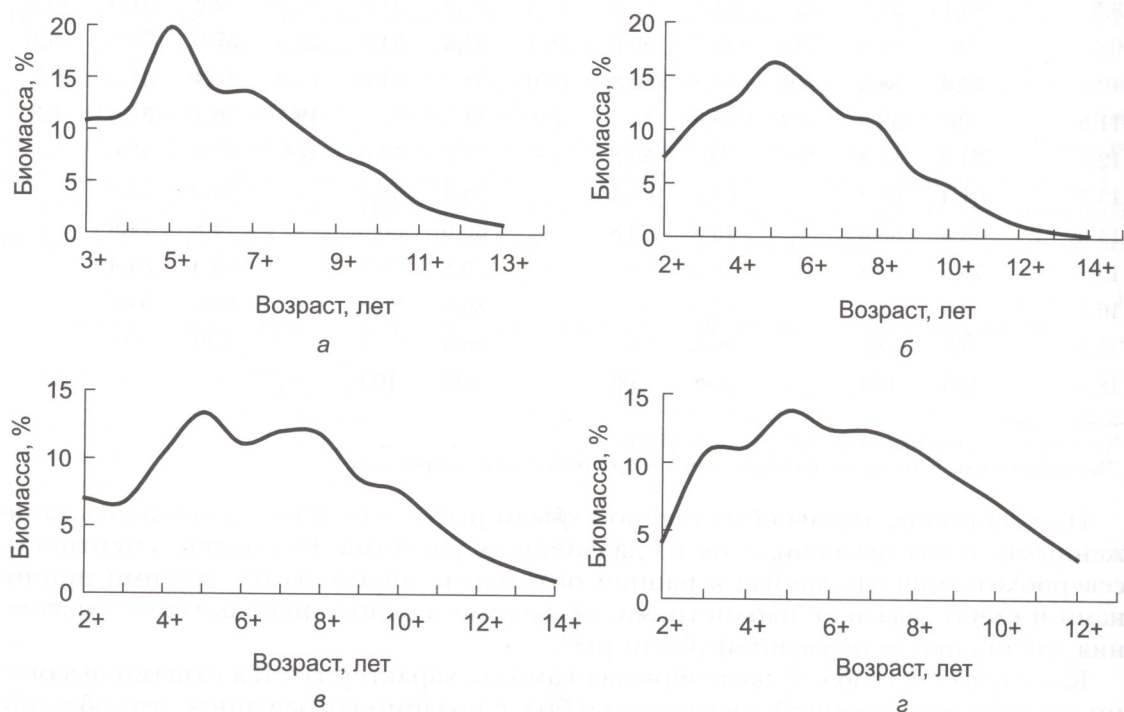 Биомасса, %
20
15
10
5
0
3+ 5+ 7+ 9+ 11+ 13+
Возраст, лет
а
Биомасса, %
20
15
10
5
0
2+ 4+ 6+ 8+ 10+ 12+ 14+
Возраст, лет
б
Биомасса, %
15
10
5
0
2+ 4+ 6+ 8+ 10+ 12+ 14+
Возраст, лет
в
Биомасса, %
15
10
5
0
2+ 4+ 6+ 8+ 10+ 12+
Возраст, лет
г